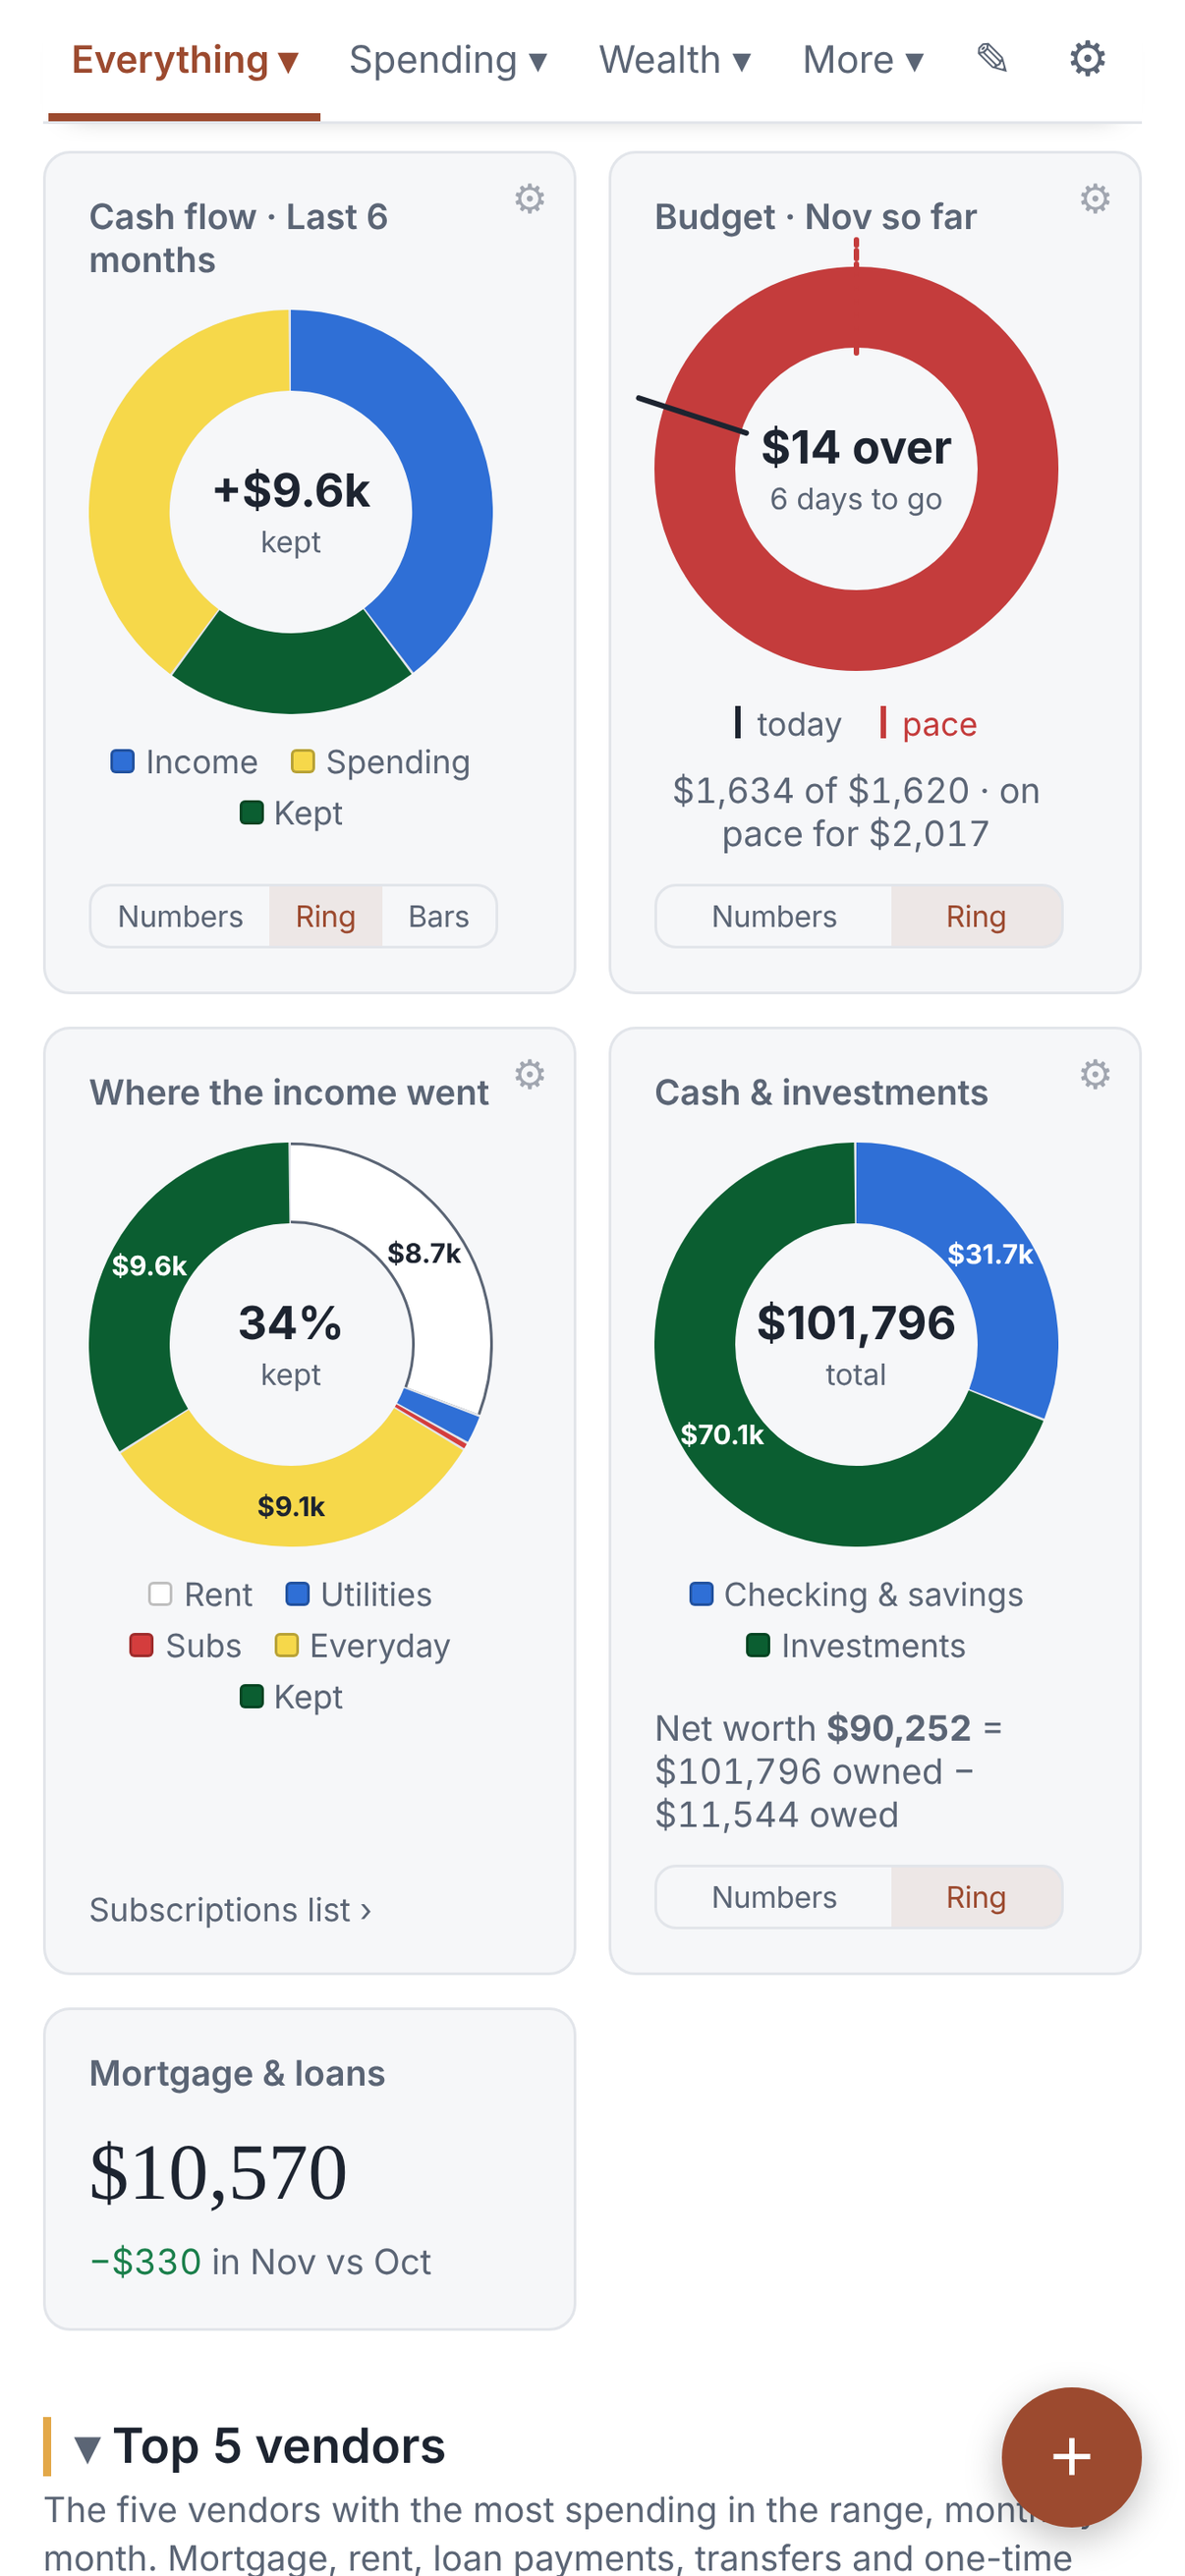 Everything ▾ Spending ▾ Wealth ▾ More ▾ ✎ ⚙
Cash flow · Last 6
months
+$9.6k
kept
Income Spending
Kept
Numbers Ring Bars
Budget · Nov so far
$14 over
6 days to go
today pace
$1,634 of $1,620 · on
pace for $2,017
Numbers Ring
Where the income went
$9.6k
$8.7k
34%
kept
$9.1k
Rent Utilities
Subs Everyday
Kept
Subscriptions list ›
Cash & investments
$31.7k
$101,796
total
$70.1k
Checking & savings
Investments
Net worth $90,252 =
$101,796 owned −
$11,544 owed
Numbers Ring
Mortgage & loans
$10,570
−$330 in Nov vs Oct
▾ Top 5 vendors
+
The five vendors with the most spending in the range,
month. Mortgage, rent, loan payments, transfers and one-time